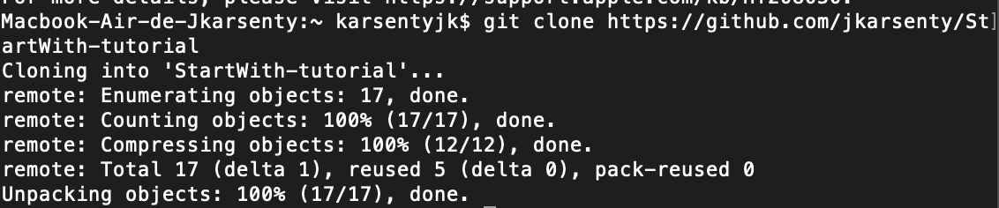 For more details, please visit https://support.apple.com/kb/HT208050.
Macbook-Air-de-Jkarsenty:~ karsentyjk$ git clone https://github.com/jkarsenty/St]
artWith-tutorial
Cloning into 'StartWith-tutorial'...
remote: Enumerating objects: 17, done.
remote: Counting objects: 100% (17/17), done.
remote: Compressing objects: 100% (12/12), done.
remote: Total 17 (delta 1), reused 5 (delta 0), pack-reused 0
Unpacking objects: 100% (17/17), done.